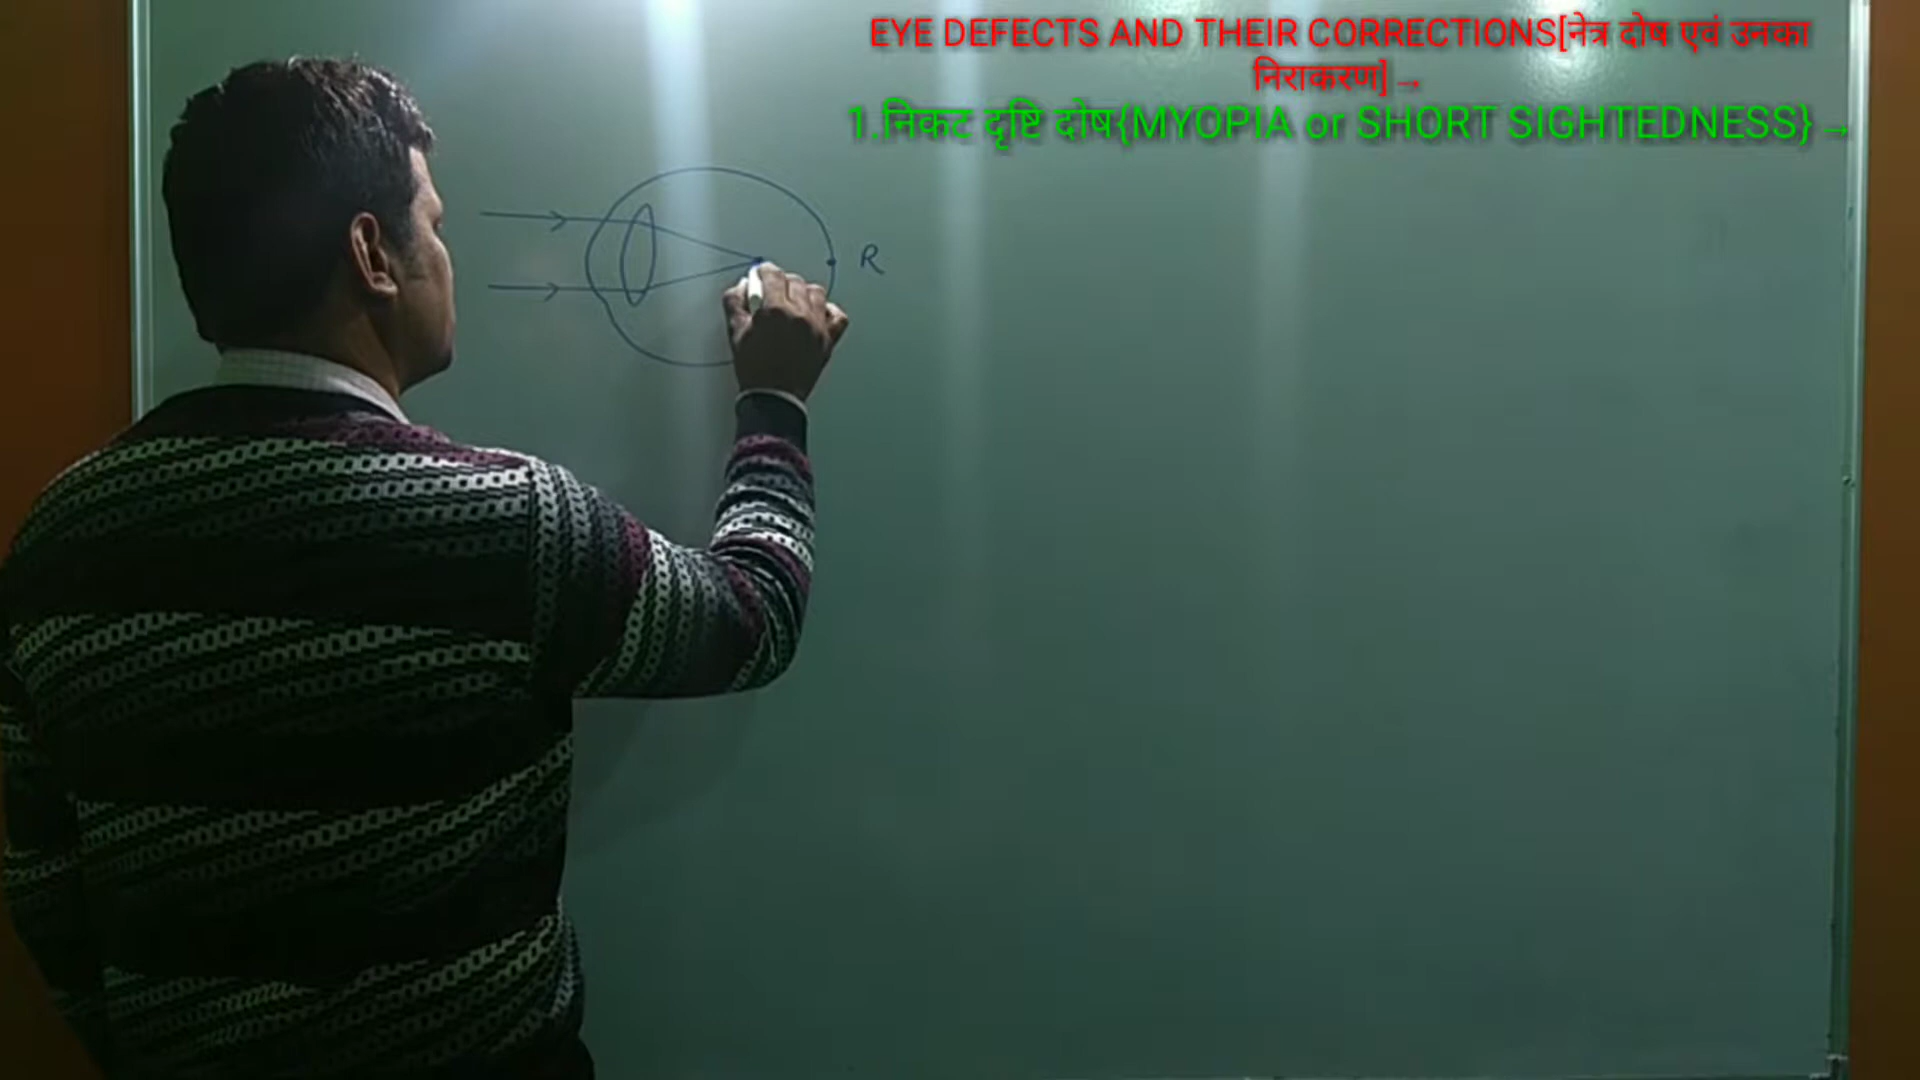 EYE DEFECTS AND THEIR CORRECTIONS[नेत्र दोष एवं उनका
निराकरण]→
1.निकट दृष्टि दोष{MYOPIA or SHORT SIGHTEDNESS}→
R